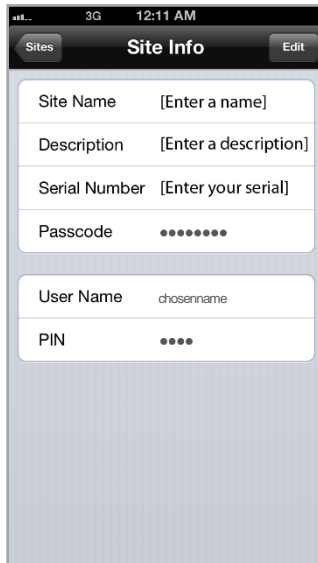 3G 12:11 AM
Sites Site Info Edit
Site Name [Enter a name]
Description [Enter a description]
Serial Number [Enter your serial]
Passcode ●●●●●●●●
User Name chosenname
PIN ●●●●